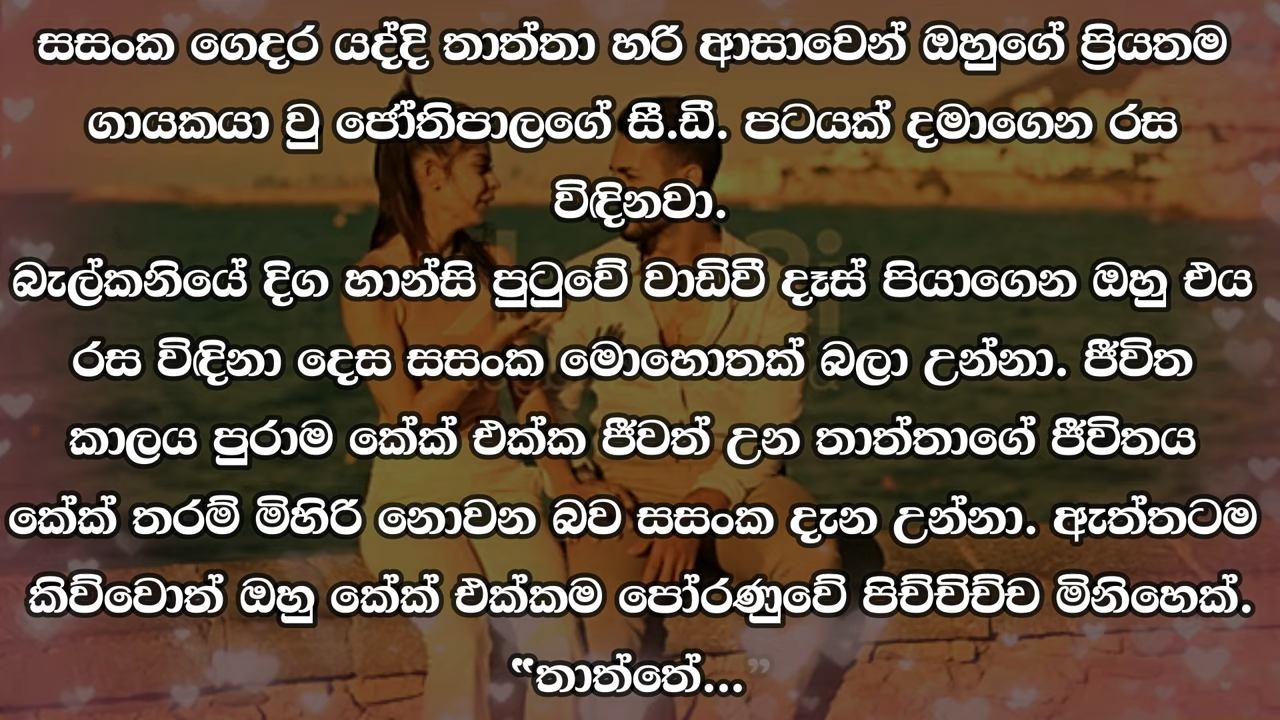 සසංක ගෙදර යද්දි තාත්තා හරි ආසාවෙන් ඔහුගේ ප්‍රියතම
ගායකයා වු ජෝතිපාලගේ සී.ඩී. පටයක් දමාගෙන රස
විඳිනවා.
බැල්කනියේ දිග හාන්සි පුටුවේ වාඩිවී දෑස් පියාගෙන ඔහු එය
රස විඳිනා දෙස සසංක මොහොතක් බලා උන්නා. ජීවිත
කාලය පුරාම කේක් එක්ක ජීවත් උන තාත්තාගේ ජීවිතය
කේක් තරම් මිහිරි නොවන බව සසංක දැන උන්නා. ඇත්තටම
කිව්වොත් ඔහු කේක් එක්කම පෝරණුවේ පිච්චිච්ච මිනිහෙක්.
“තාත්තේ...”